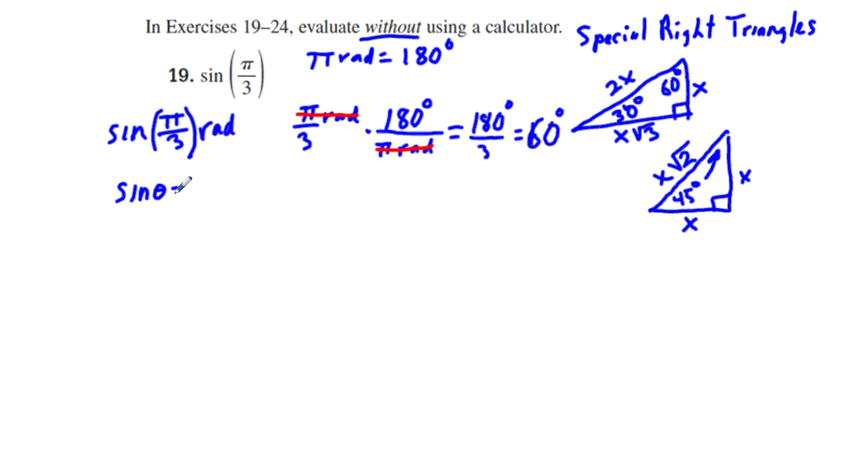 In Exercises 19–24, evaluate without using a calculator.
Special Right Triangles
π rad = 180°
19. sin (π/3)
2x 60° x
30°
x√3
sin(π/3) rad
π rad/3 · 180°/π rad = 180°/3 = 60°
x√2 x
45°
x
sinθ =